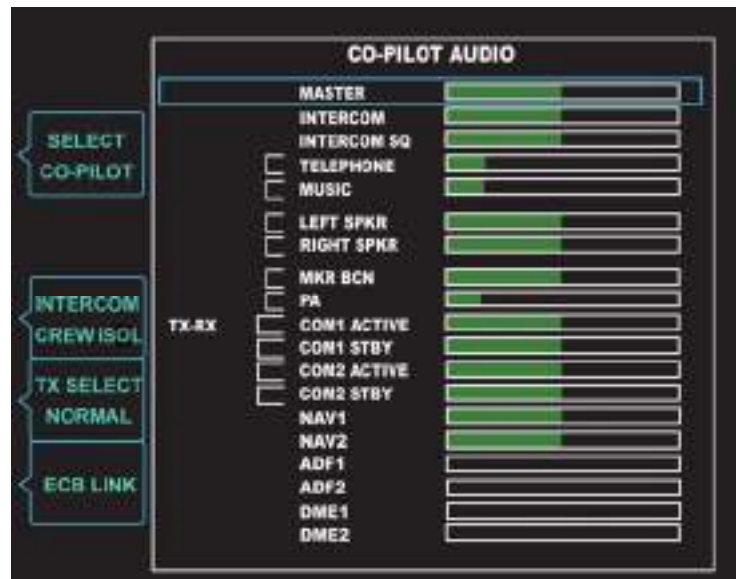 CO-PILOT AUDIO
MASTER
INTERCOM
INTERCOM SQ
SELECT
CO-PILOT
TELEPHONE
MUSIC
LEFT SPKR
RIGHT SPKR
MKR BCN
PA
INTERCOM
CREW ISOL
TX-RX
COM1 ACTIVE
COM1 STBY
COM2 ACTIVE
COM2 STBY
TX SELECT
NORMAL
NAV1
NAV2
ADF1
ADF2
ECB LINK
DME1
DME2